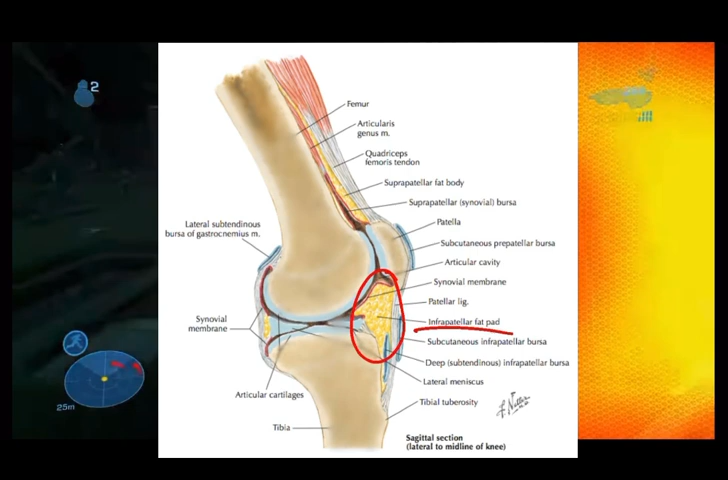 2
Femur
Articularis
genus m.
Quadriceps
femoris tendon
Suprapatellar fat body
Suprapatellar (synovial) bursa
Lateral subtendinous
bursa of gastrocnemius m.
Patella
Subcutaneous prepatellar bursa
Articular cavity
Synovial membrane
Patellar lig.
Infrapatellar fat pad
Synovial
membrane
Subcutaneous infrapatellar bursa
Deep (subtendinous) infrapatellar bursa
Lateral meniscus
Articular cartilages
Tibial tuberosity
25m
Tibia
Sagittal section
(lateral to midline of knee)